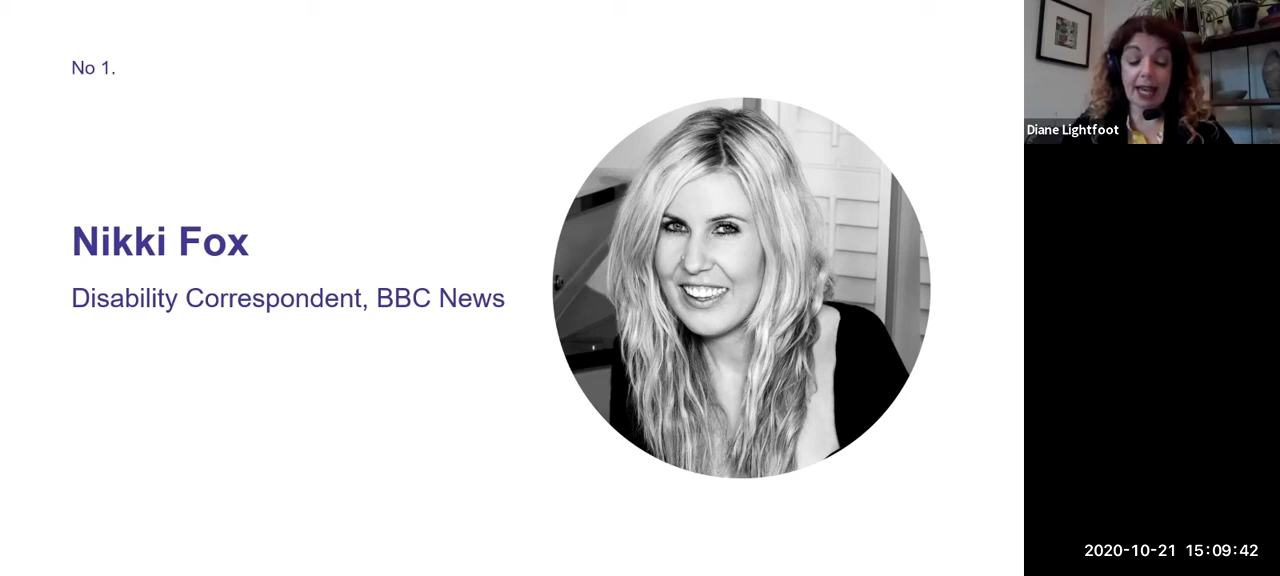 No 1.
Nikki Fox
Disability Correspondent, BBC News
Diane Lightfoot
2020-10-21 15:09:42